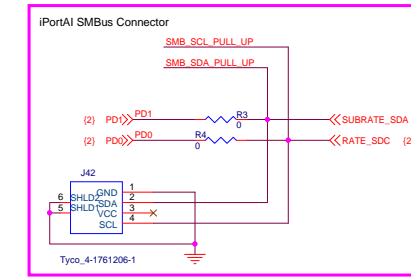 iPortAI SMBus Connector
SMB_SCL_PULL_UP
SMB_SDA_PULL_UP
{2} PD1 PD1 R3 0 SUBRATE_SDA
{2} PD0 PD0 R4 0 RATE_SDC {2
J42
GND 1
6 SHLD2 SDA 2
5 SHLD1 VCC 3
SCL 4
Tyco_4-1761206-1